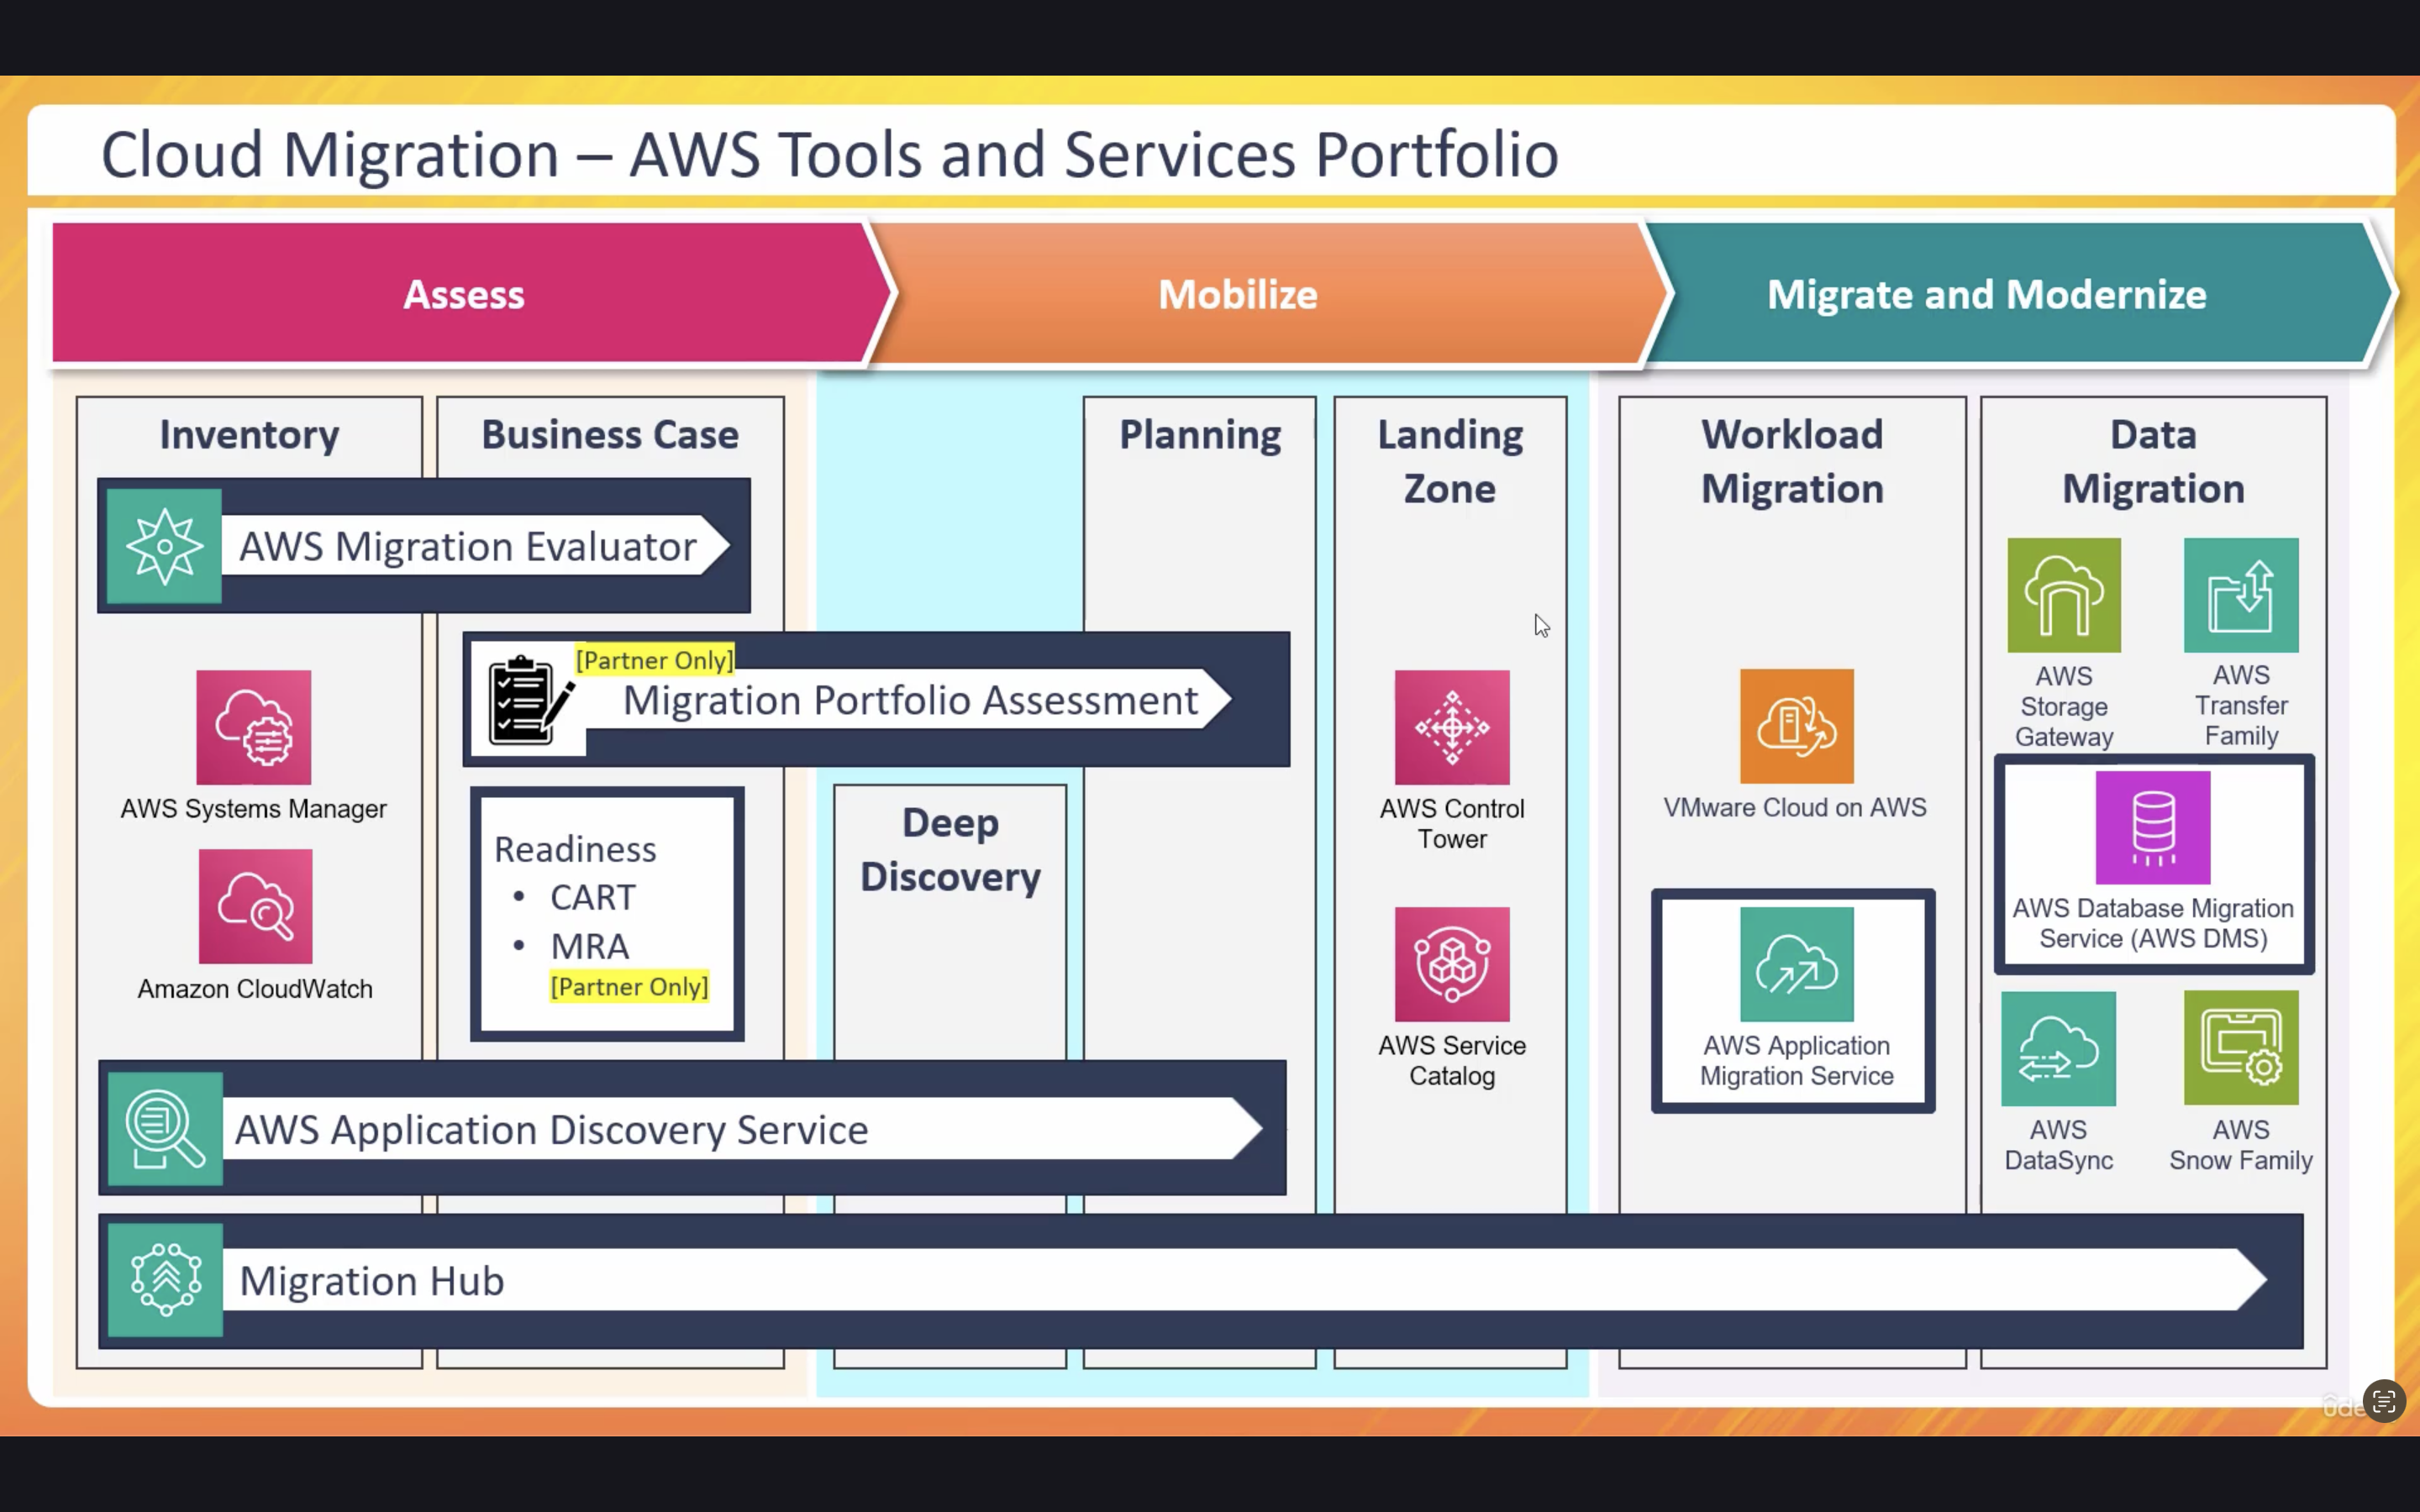 Cloud Migration – AWS Tools and Services Portfolio
Assess
Mobilize
Migrate and Modernize
Inventory
Business Case
Planning
Landing
Zone
Workload
Migration
Data
Migration
AWS Migration Evaluator
[Partner Only]
Migration Portfolio Assessment
AWS Systems Manager
Amazon CloudWatch
Readiness
• CART
• MRA
[Partner Only]
Deep
Discovery
AWS Control
Tower
AWS Service
Catalog
VMware Cloud on AWS
AWS Application
Migration Service
AWS
Storage
Gateway
AWS
Transfer
Family
AWS Database Migration
Service (AWS DMS)
AWS
DataSync
AWS
Snow Family
AWS Application Discovery Service
Migration Hub